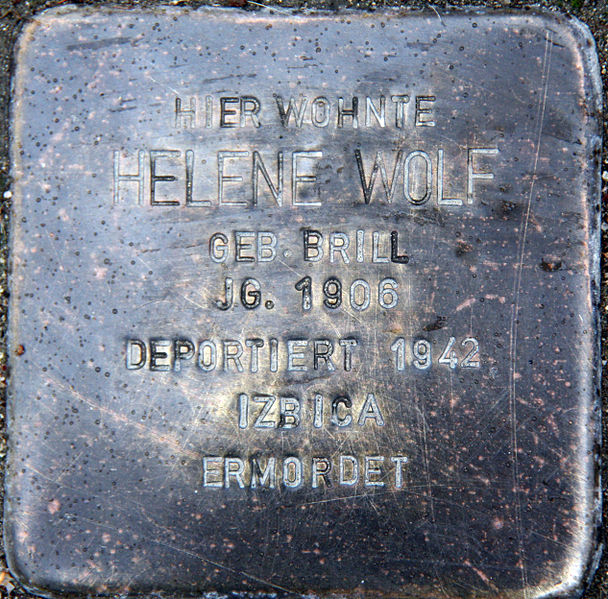 HIER WOHNTE
HELENE WOLF
GEB. BRILL
JG. 1906
DEPORTIERT 1942
IZBICA
ERMORDET